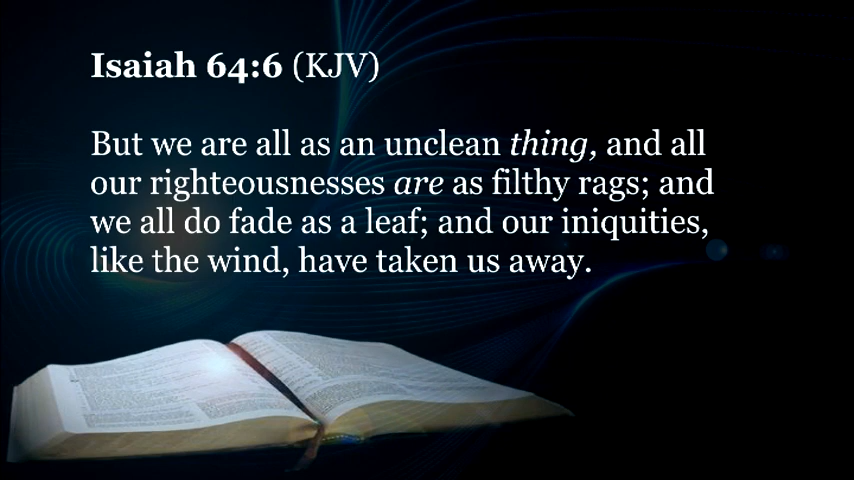 Isaiah 64:6 (KJV)
But we are all as an unclean thing, and all
our righteousnesses are as filthy rags; and
we all do fade as a leaf; and our iniquities,
like the wind, have taken us away.